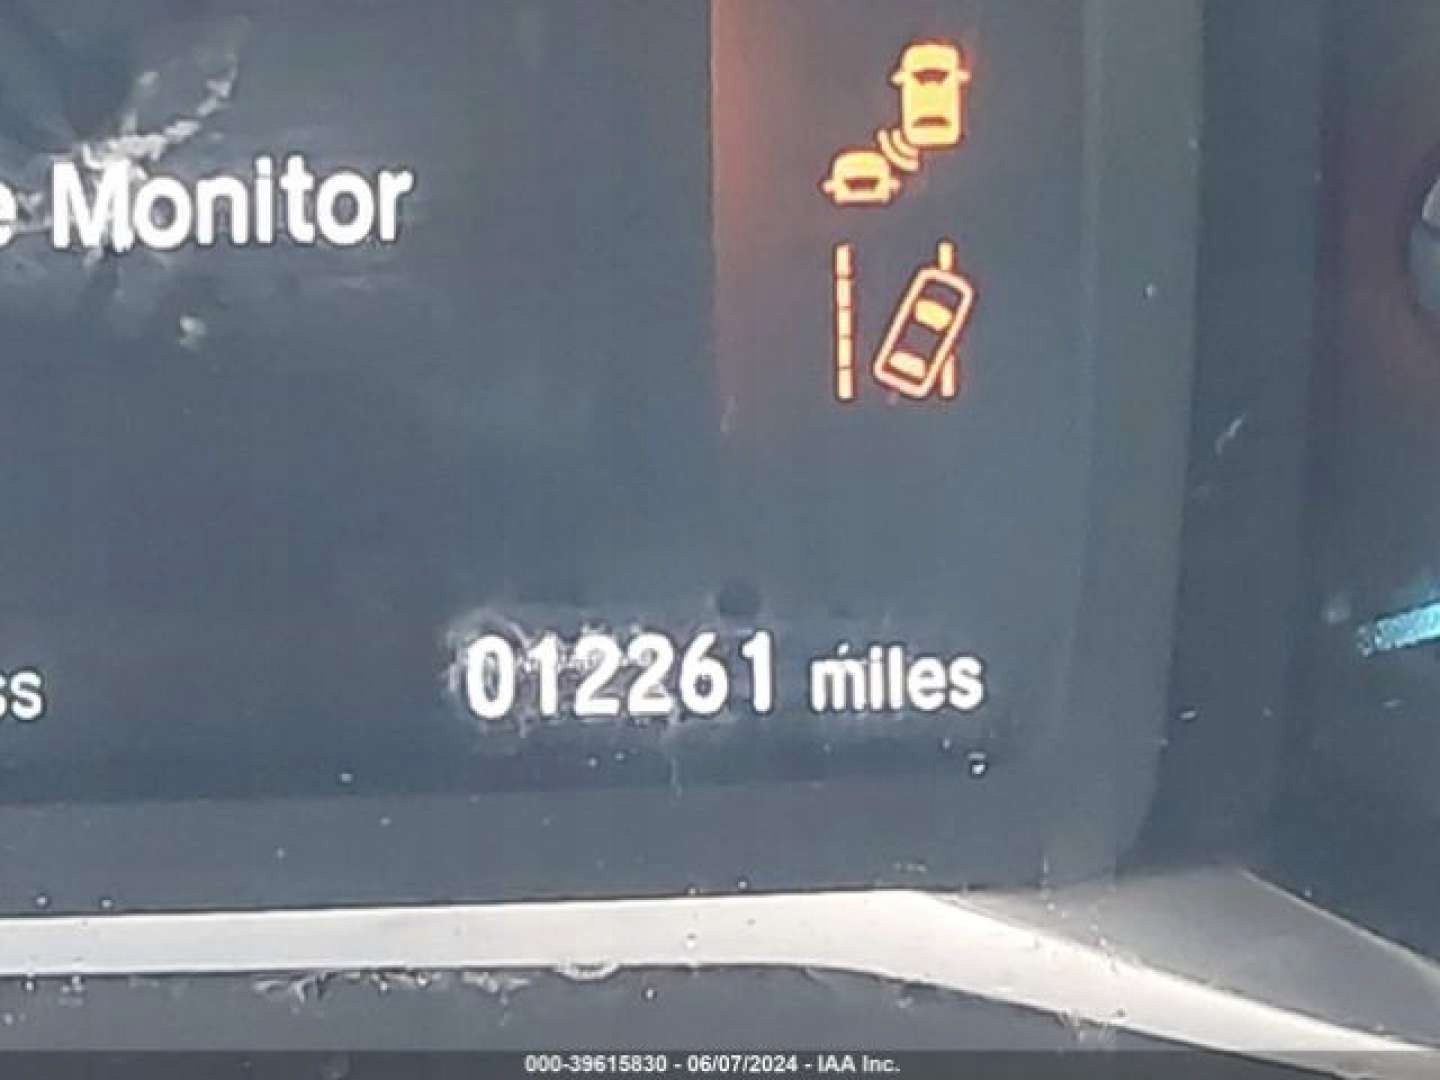 e Monitor
012261 miles
ss
000-39615830 - 06/07/2024 - IAA Inc.